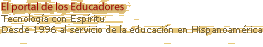 El portal de los Educadores
Tecnología con Espíritu
Desde 1996 al servicio de la educación en Hispanoamérica